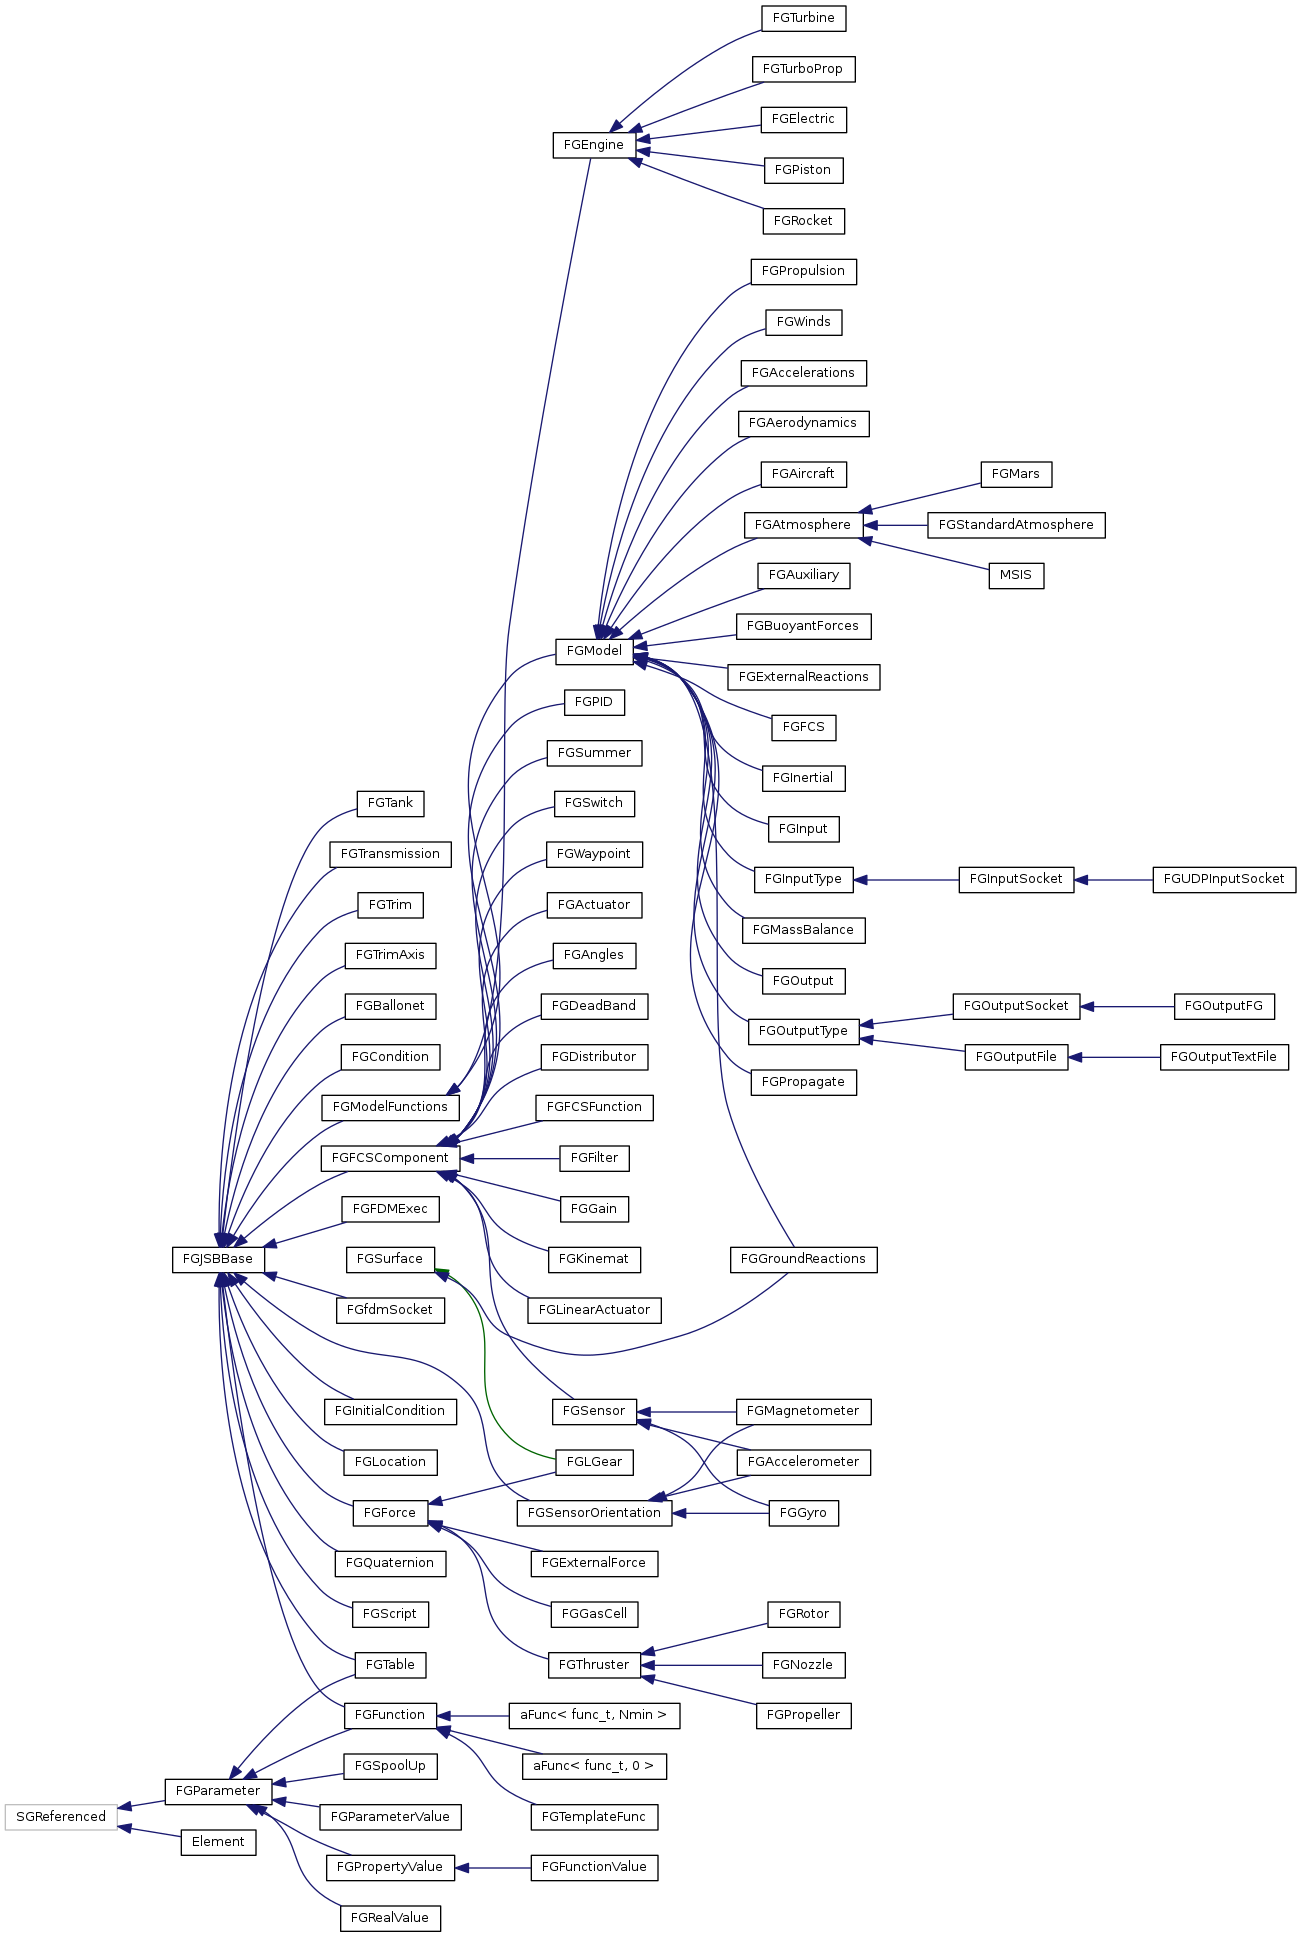 FGTurbine
FGTurboProp
FGElectric
FGEngine
FGPiston
FGRocket
FGPropulsion
FGWinds
FGAccelerations
FGAerodynamics
FGAircraft
FGMars
FGAtmosphere
FGStandardAtmosphere
FGAuxiliary
MSIS
FGBuoyantForces
FGModel
FGExternalReactions
FGPID
FGFCS
FGSummer
FGInertial
FGTank
FGSwitch
FGInput
FGTransmission
FGWaypoint
FGInputType
FGInputSocket
FGUDPInputSocket
FGTrim
FGActuator
FGMassBalance
FGTrimAxis
FGAngles
FGOutput
FGBallonet
FGDeadBand
FGOutputSocket
FGOutputFG
FGOutputType
FGCondition
FGDistributor
FGOutputFile
FGOutputTextFile
FGPropagate
FGModelFunctions
FGFCSFunction
FGFCSComponent
FGFilter
FGFDMExec
FGGain
FGJSBBase
FGSurface
FGKinemat
FGGroundReactions
FGfdmSocket
FGLinearActuator
FGInitialCondition
FGSensor
FGMagnetometer
FGLocation
FGLGear
FGAccelerometer
FGForce
FGSensorOrientation
FGGyro
FGQuaternion
FGExternalForce
FGScript
FGGasCell
FGRotor
FGTable
FGThruster
FGNozzle
FGFunction
aFunc< func_t, Nmin >
FGPropeller
FGSpoolUp
aFunc< func_t, 0 >
FGParameter
SGReferenced
FGParameterValue
FGTemplateFunc
Element
FGPropertyValue
FGFunctionValue
FGRealValue